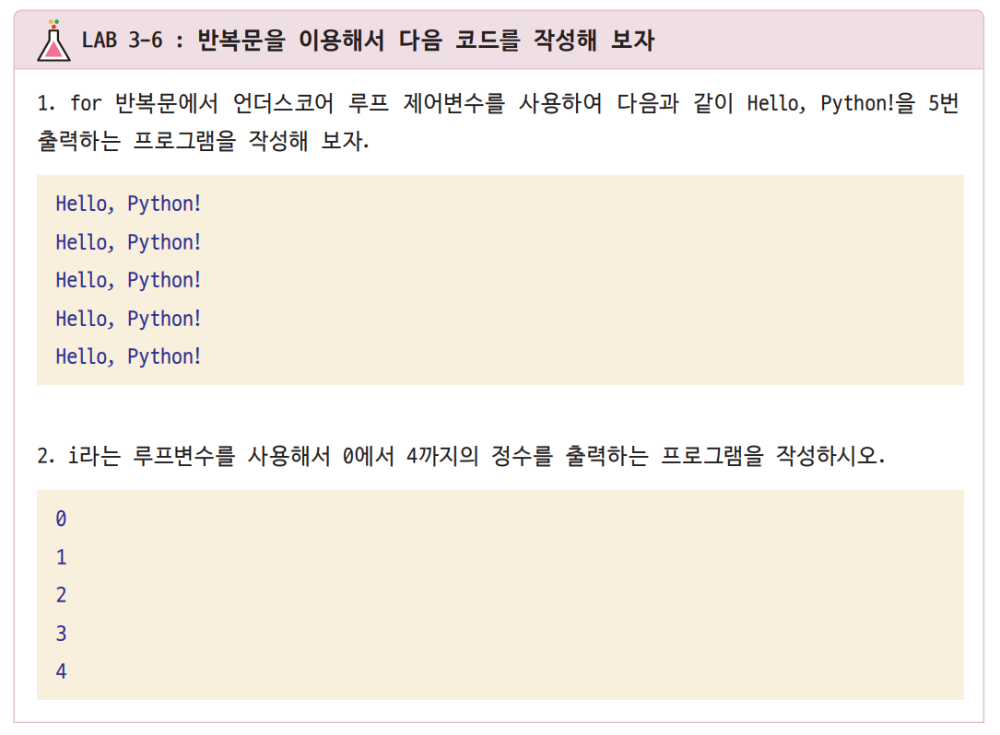 LAB 3-6 : 반복문을 이용해서 다음 코드를 작성해 보자
1. for 반복문에서 언더스코어 루프 제어변수를 사용하여 다음과 같이 Hello, Python!을 5번
출력하는 프로그램을 작성해 보자.
Hello, Python!
Hello, Python!
Hello, Python!
Hello, Python!
Hello, Python!
2. i라는 루프변수를 사용해서 0에서 4까지의 정수를 출력하는 프로그램을 작성하시오.
0
1
2
3
4